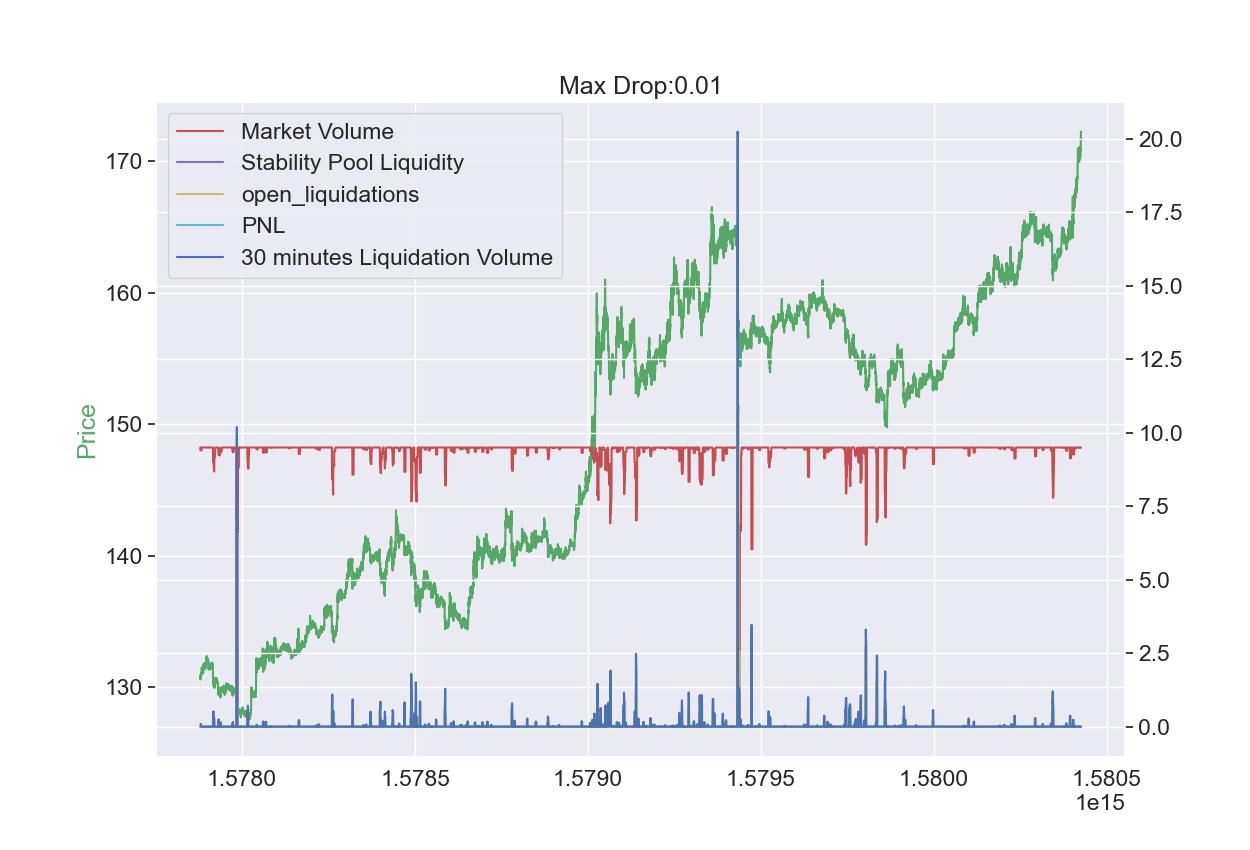 Max Drop:0.01
Market Volume
Stability Pool Liquidity
open_liquidations
PNL
30 minutes Liquidation Volume
Price
170
160
150
140
130
20.0
17.5
15.0
12.5
10.0
7.5
5.0
2.5
0.0
1.5780 1.5785 1.5790 1.5795 1.5800 1.5805
1e15